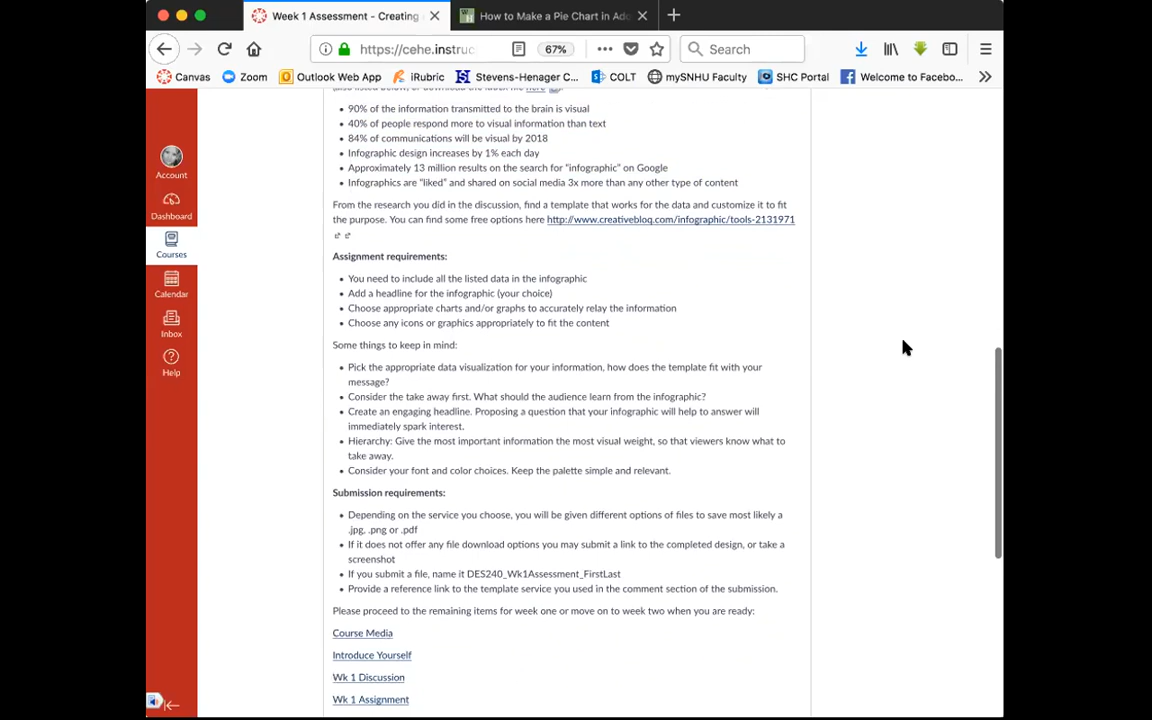 Week 1 Assessment - Creating
How to Make a Pie Chart in Ado
https://cehe.instruc
67%
Search
Canvas
Zoom
Outlook Web App
iRubric
Stevens-Henager C...
COLT
mySNHU Faculty
SHC Portal
Welcome to Facebo...
Account
Dashboard
Courses
Calendar
Inbox
Help
• 90% of the information transmitted to the brain is visual
• 40% of people respond more to visual information than text
• 84% of communications will be visual by 2018
• Infographic design increases by 1% each day
• Approximately 13 million results on the search for “infographic” on Google
• Infographics are “liked” and shared on social media 3x more than any other type of content
From the research you did in the discussion, find a template that works for the data and customize it to fit
the purpose. You can find some free options here http://www.creativebloq.com/infographic/tools-2131971
Assignment requirements:
• You need to include all the listed data in the infographic
• Add a headline for the infographic (your choice)
• Choose appropriate charts and/or graphs to accurately relay the information
• Choose any icons or graphics appropriately to fit the content
Some things to keep in mind:
• Pick the appropriate data visualization for your information, how does the template fit with your
message?
• Consider the take away first. What should the audience learn from the infographic?
• Create an engaging headline. Proposing a question that your infographic will help to answer will
immediately spark interest.
• Hierarchy: Give the most important information the most visual weight, so that viewers know what to
take away.
• Consider your font and color choices. Keep the palette simple and relevant.
Submission requirements:
• Depending on the service you choose, you will be given different options of files to save most likely a
.jpg, .png or .pdf
• If it does not offer any file download options you may submit a link to the completed design, or take a
screenshot
• If you submit a file, name it DES240_Wk1Assessment_FirstLast
• Provide a reference link to the template service you used in the comment section of the submission.
Please proceed to the remaining items for week one or move on to week two when you are ready:
Course Media
Introduce Yourself
Wk 1 Discussion
Wk 1 Assignment